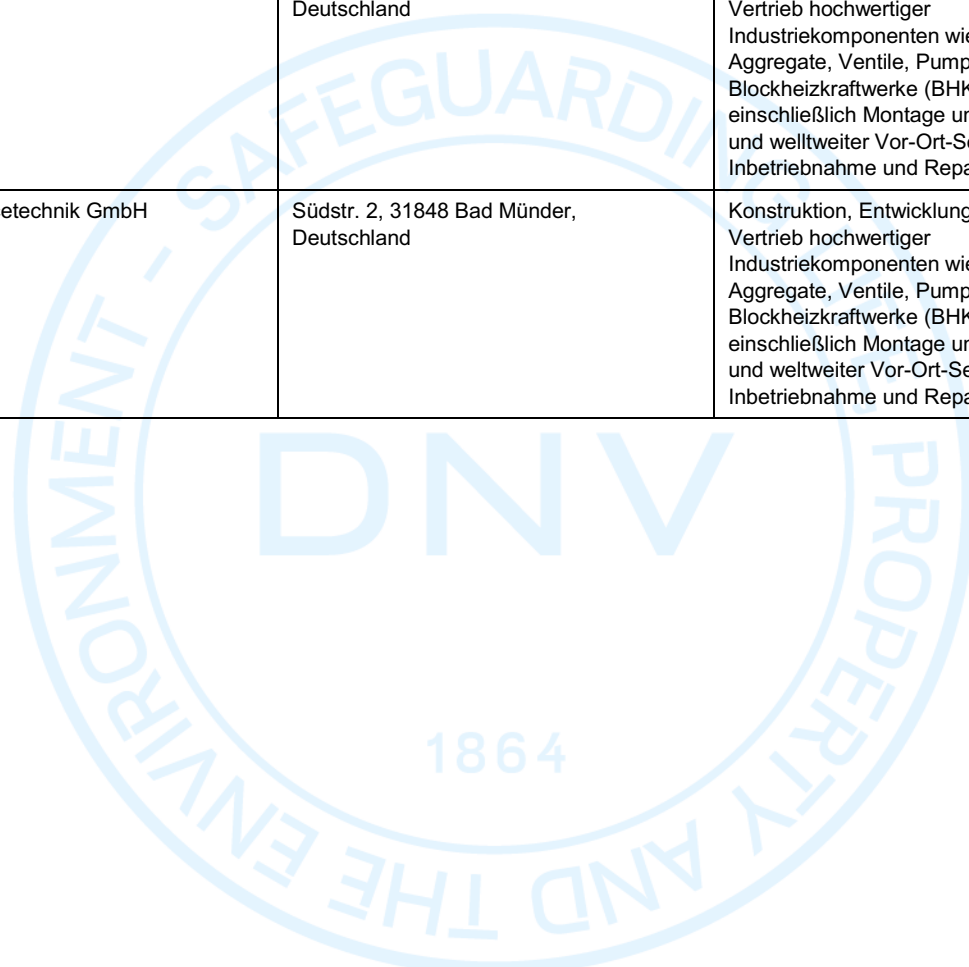 Deutschland
Vertrieb hochwertiger
Industriekomponenten wie
Aggregate, Ventile, Pump
Blockheizkraftwerke (BHK
einschließlich Montage un
und welltweiter Vor-Ort-Se
Inbetriebnahme und Repa
etechnik GmbH
Südstr. 2, 31848 Bad Münder,
Deutschland
Konstruktion, Entwicklung
Vertrieb hochwertiger
Industriekomponenten wie
Aggregate, Ventile, Pump
Blockheizkraftwerke (BHK
einschließlich Montage un
und weltweiter Vor-Ort-Se
Inbetriebnahme und Repa
SAFEGUARDING LIFE, PROPERTY AND THE ENVIRONMENT -
DNV
1864